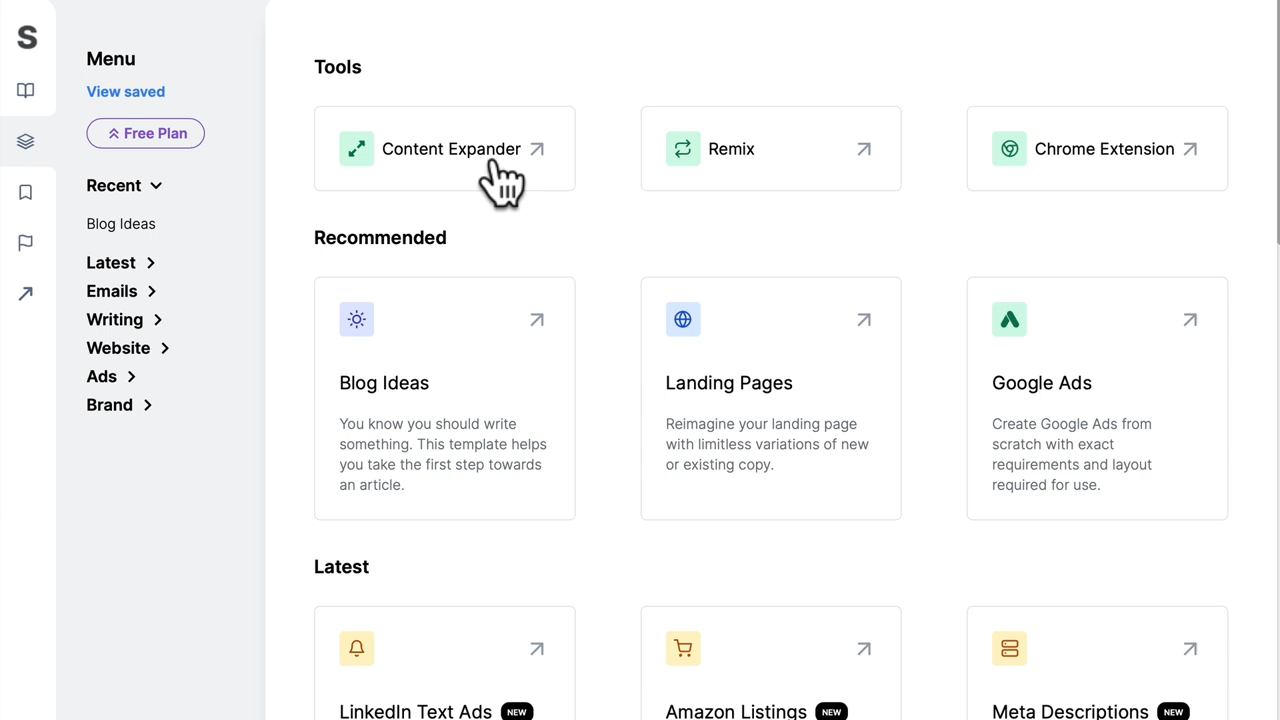 S
Menu
View saved
Free Plan
Recent
Blog Ideas
Latest
Emails
Writing
Website
Ads
Brand
Tools
Content Expander
Remix
Chrome Extension
Recommended
Blog Ideas
You know you should write
something. This template helps
you take the first step towards
an article.
Landing Pages
Reimagine your landing page
with limitless variations of new
or existing copy.
Google Ads
Create Google Ads from
scratch with exact
requirements and layout
required for use.
Latest
LinkedIn Text Ads NEW
Amazon Listings NEW
Meta Descriptions NEW